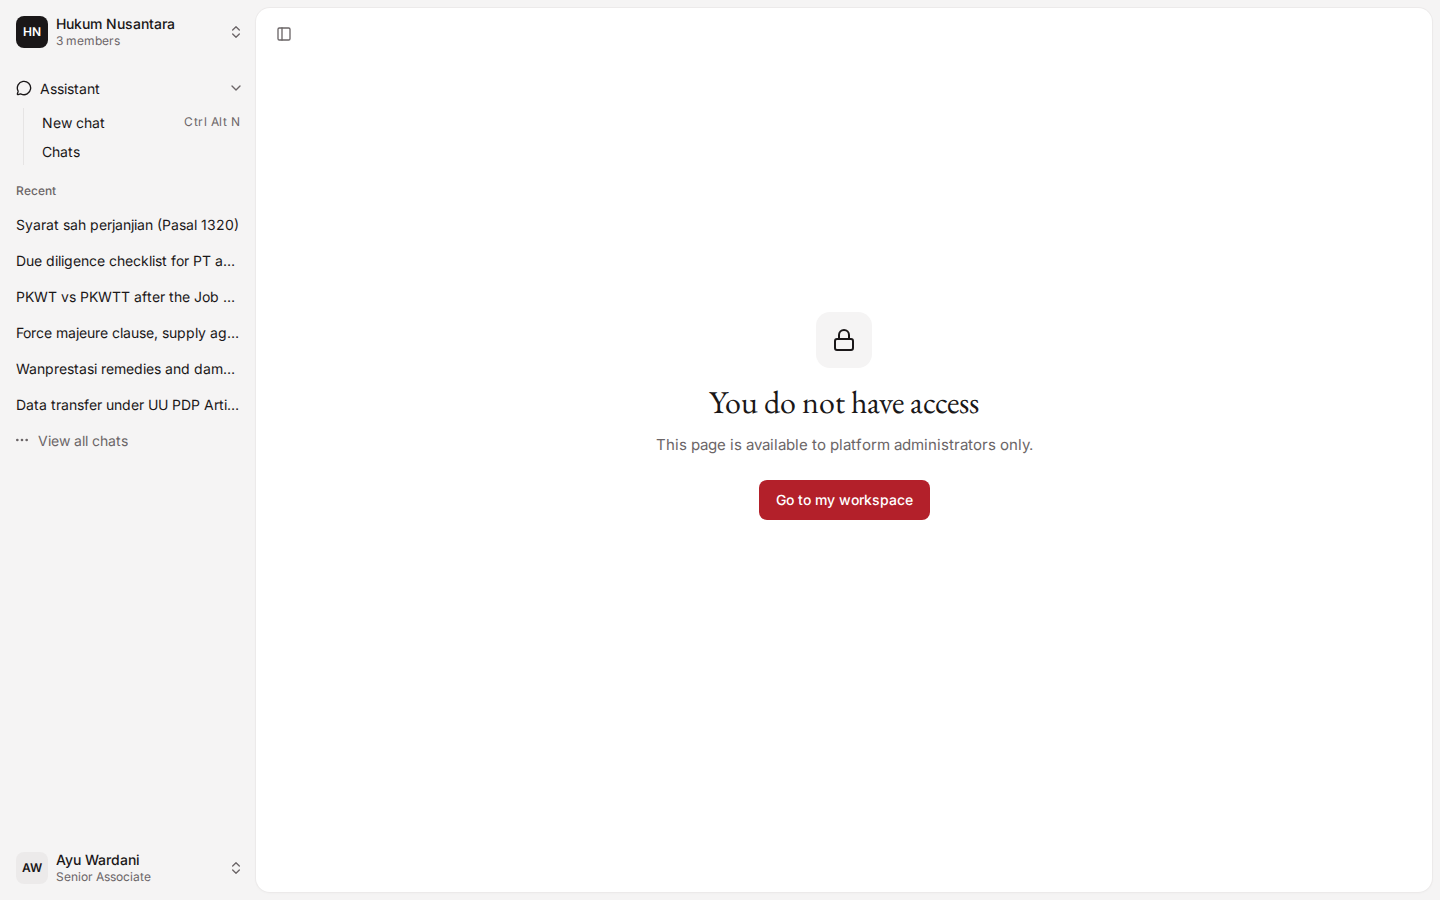 HN
Hukum Nusantara
3 members
Assistant
New chat
Ctrl Alt N
Chats
Recent
Syarat sah perjanjian (Pasal 1320)
Due diligence checklist for PT a...
PKWT vs PKWTT after the Job ...
Force majeure clause, supply ag...
Wanprestasi remedies and dam...
Data transfer under UU PDP Arti...
View all chats
You do not have access
This page is available to platform administrators only.
Go to my workspace
AW
Ayu Wardani
Senior Associate